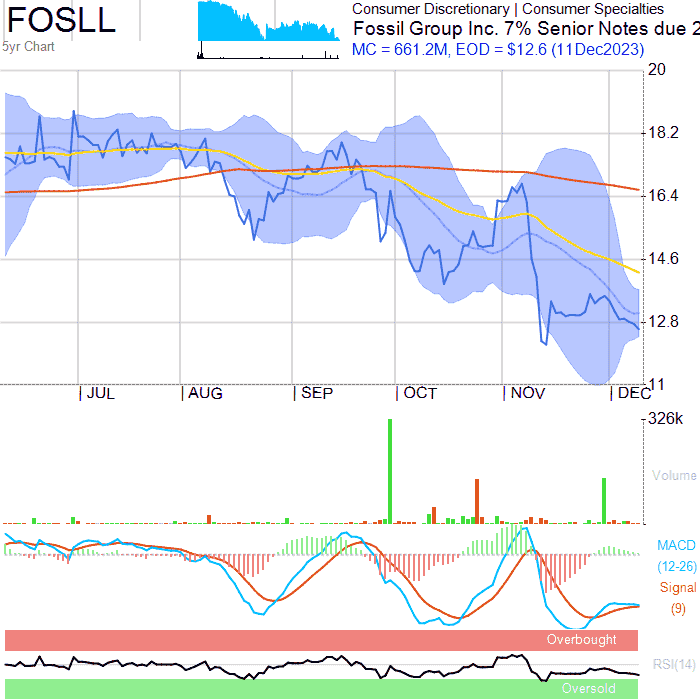 FOSLL
5yr Chart
Consumer Discretionary | Consumer Specialties
Fossil Group Inc. 7% Senior Notes due 2
MC = 661.2M, EOD = $12.6 (11Dec2023)
20
18.2
16.4
14.6
12.8
11
JUL AUG SEP OCT NOV DEC
326k
Volume
MACD
(12-26)
Signal
(9)
Overbought
RSI(14)
Oversold